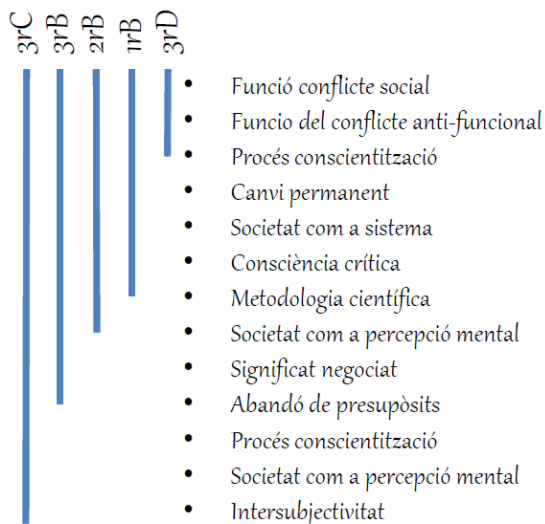 3rC
3rB
2rB
1rB
3rD
• Funció conflicte social
• Funcio del conflicte anti-funcional
• Procés conscientització
• Canvi permanent
• Societat com a sistema
• Consciència crítica
• Metodologia científica
• Societat com a percepció mental
• Significat negociat
• Abandó de presupòsits
• Procés conscientització
• Societat com a percepció mental
• Intersubjectivitat